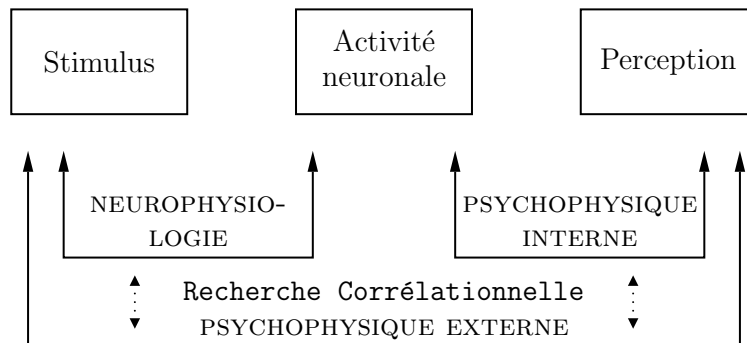 Stimulus
Activité
neuronale
Perception
NEUROPHYSIO-
LOGIE
PSYCHOPHYSIQUE
INTERNE
Recherche Corrélationnelle
PSYCHOPHYSIQUE EXTERNE